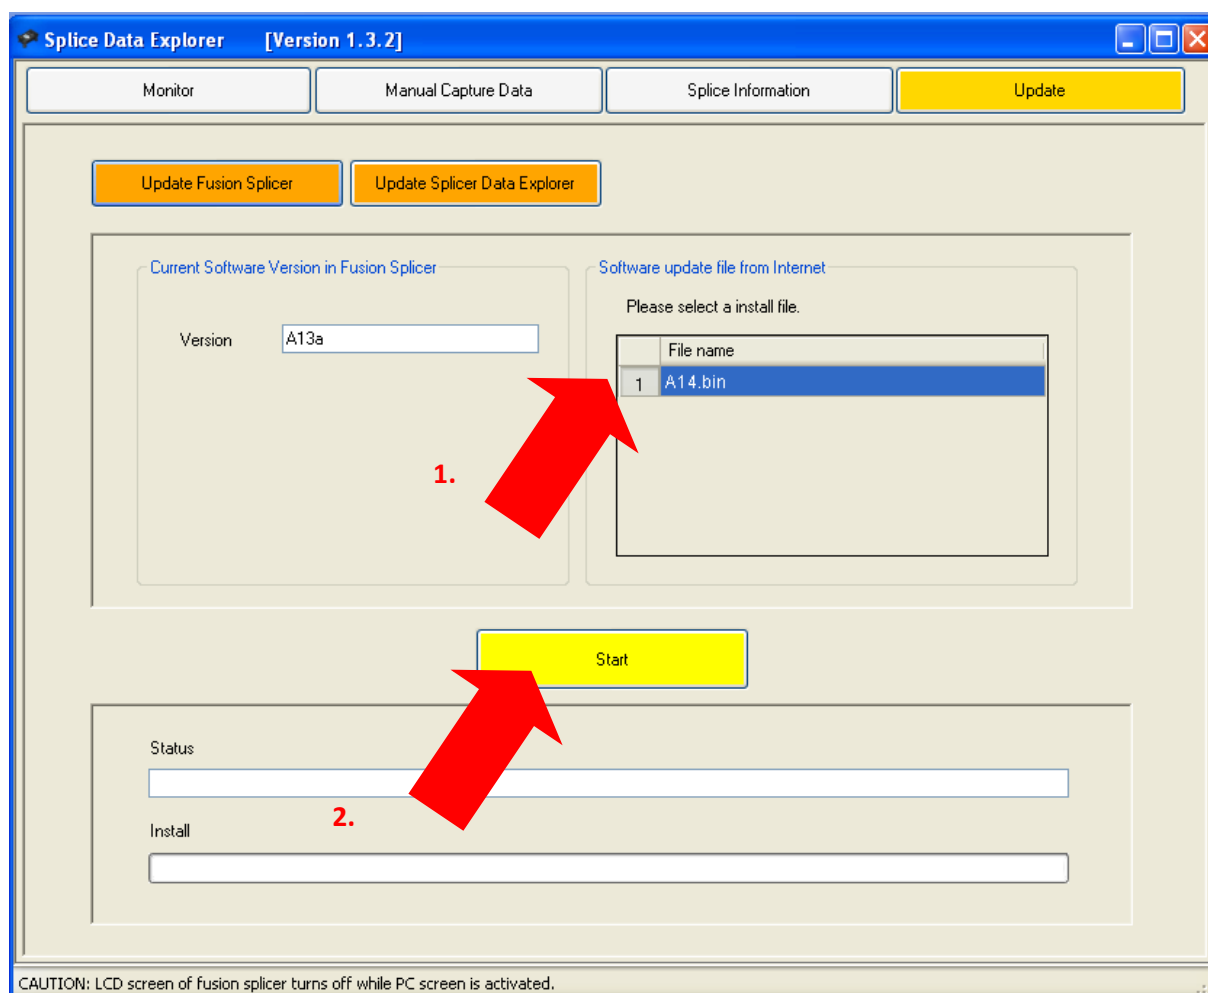 Splice Data Explorer [Version 1.3.2]
Monitor Manual Capture Data Splice Information Update
Update Fusion Splicer Update Splicer Data Explorer
Current Software Version in Fusion Splicer
Version A13a
Software update file from Internet
Please select a install file.
File name
1 A14.bin
1.
Start
Status
2.
Install
CAUTION: LCD screen of fusion splicer turns off while PC screen is activated.